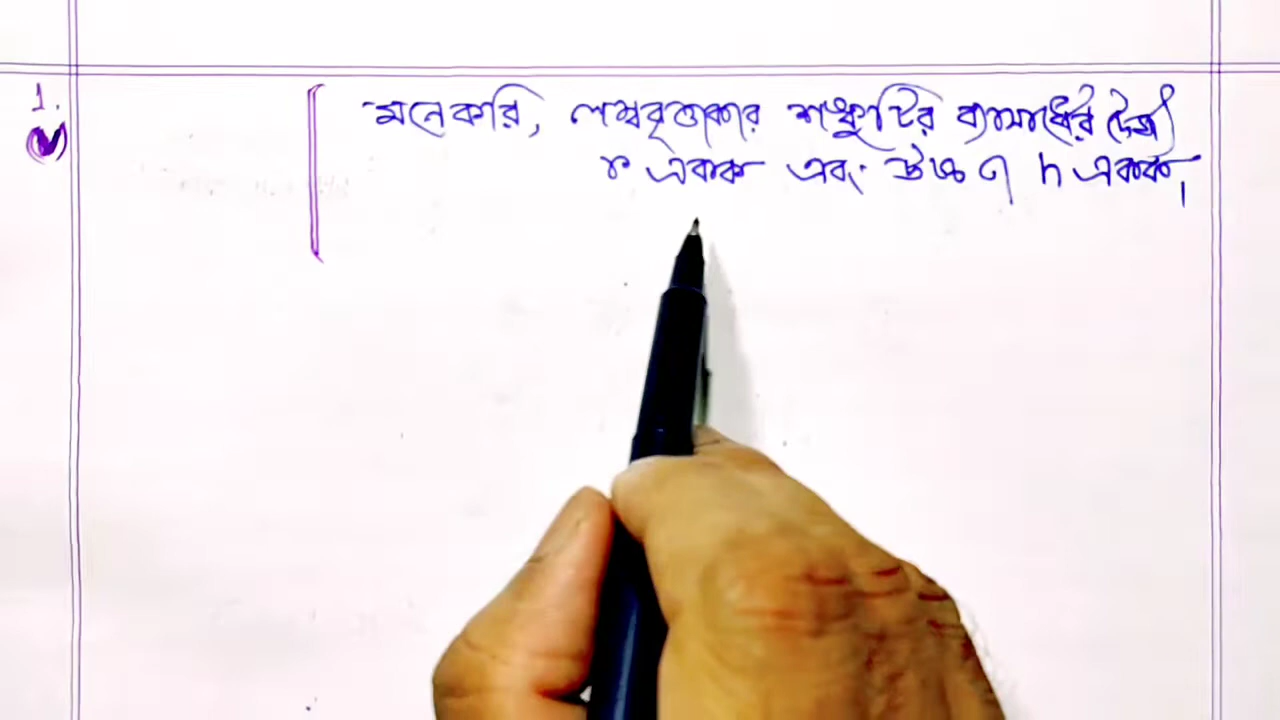 1.
(v)
মনেকরি, লম্ববৃত্তাকার শঙ্কুটির ব্যাসার্ধের দৈর্ঘ্য
r একক এবং উচ্চতা h একক।